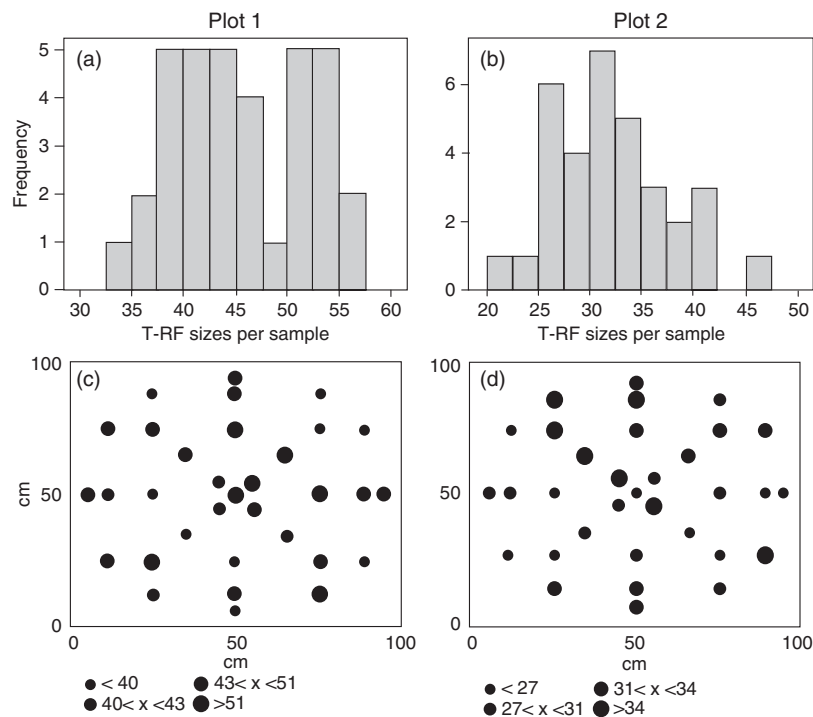 Plot 1
Plot 2
(a)
(b)
Frequency
5
4
3
2
1
0
6
4
2
0
30 35 40 45 50 55 60
20 25 30 35 40 45 50
T-RF sizes per sample
T-RF sizes per sample
(c)
(d)
100
50
0
cm
100
50
0
0 50 100
0 50 100
cm
cm
< 40
43< x <51
40< x <43
>51
< 27
31< x <34
27< x <31
>34